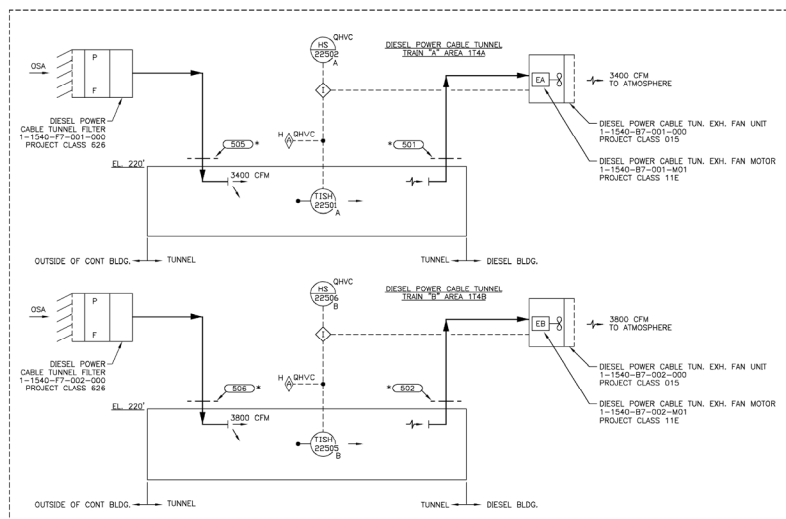 QHVC
HS
22502
A
DIESEL POWER CABLE TUNNEL
TRAIN "A" AREA 1T4A
OSA
P
F
EA
3400 CFM
TO ATMOSPHERE
I
DIESEL POWER
CABLE TUNNEL FILTER
1-1540-F7-001-000
PROJECT CLASS 626
DIESEL POWER CABLE TUN. EXH. FAN UNIT
1-1540-B7-001-000
PROJECT CLASS 015
H
A
QHVC
505
*
*
501
DIESEL POWER CABLE TUN. EXH. FAN MOTOR
1-1540-B7-001-M01
PROJECT CLASS 11E
EL. 220'
3400 CFM
TISH
22501
A
OUTSIDE OF CONT BLDG.
TUNNEL
TUNNEL
DIESEL BLDG.
QHVC
HS
22506
B
DIESEL POWER CABLE TUNNEL
TRAIN "B" AREA 1T4B
OSA
P
F
EB
3800 CFM
TO ATMOSPHERE
I
DIESEL POWER
CABLE TUNNEL FILTER
1-1540-F7-002-000
PROJECT CLASS 626
DIESEL POWER CABLE TUN. EXH. FAN UNIT
1-1540-B7-002-000
PROJECT CLASS 015
H
A
QHVC
506
*
*
502
DIESEL POWER CABLE TUN. EXH. FAN MOTOR
1-1540-B7-002-M01
PROJECT CLASS 11E
EL. 220'
3800 CFM
TISH
22505
B
OUTSIDE OF CONT BLDG.
TUNNEL
TUNNEL
DIESEL BLDG.